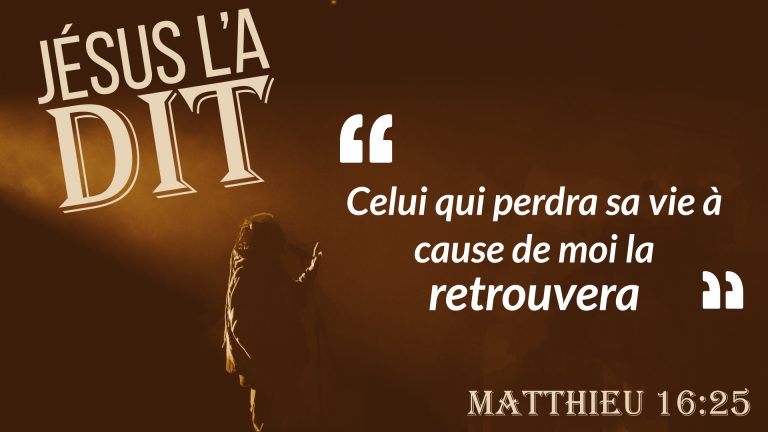 JÉSUS L'A
DIT
“
Celui qui perdra sa vie à
cause de moi la
retrouvera
”
MATTHIEU 16:25